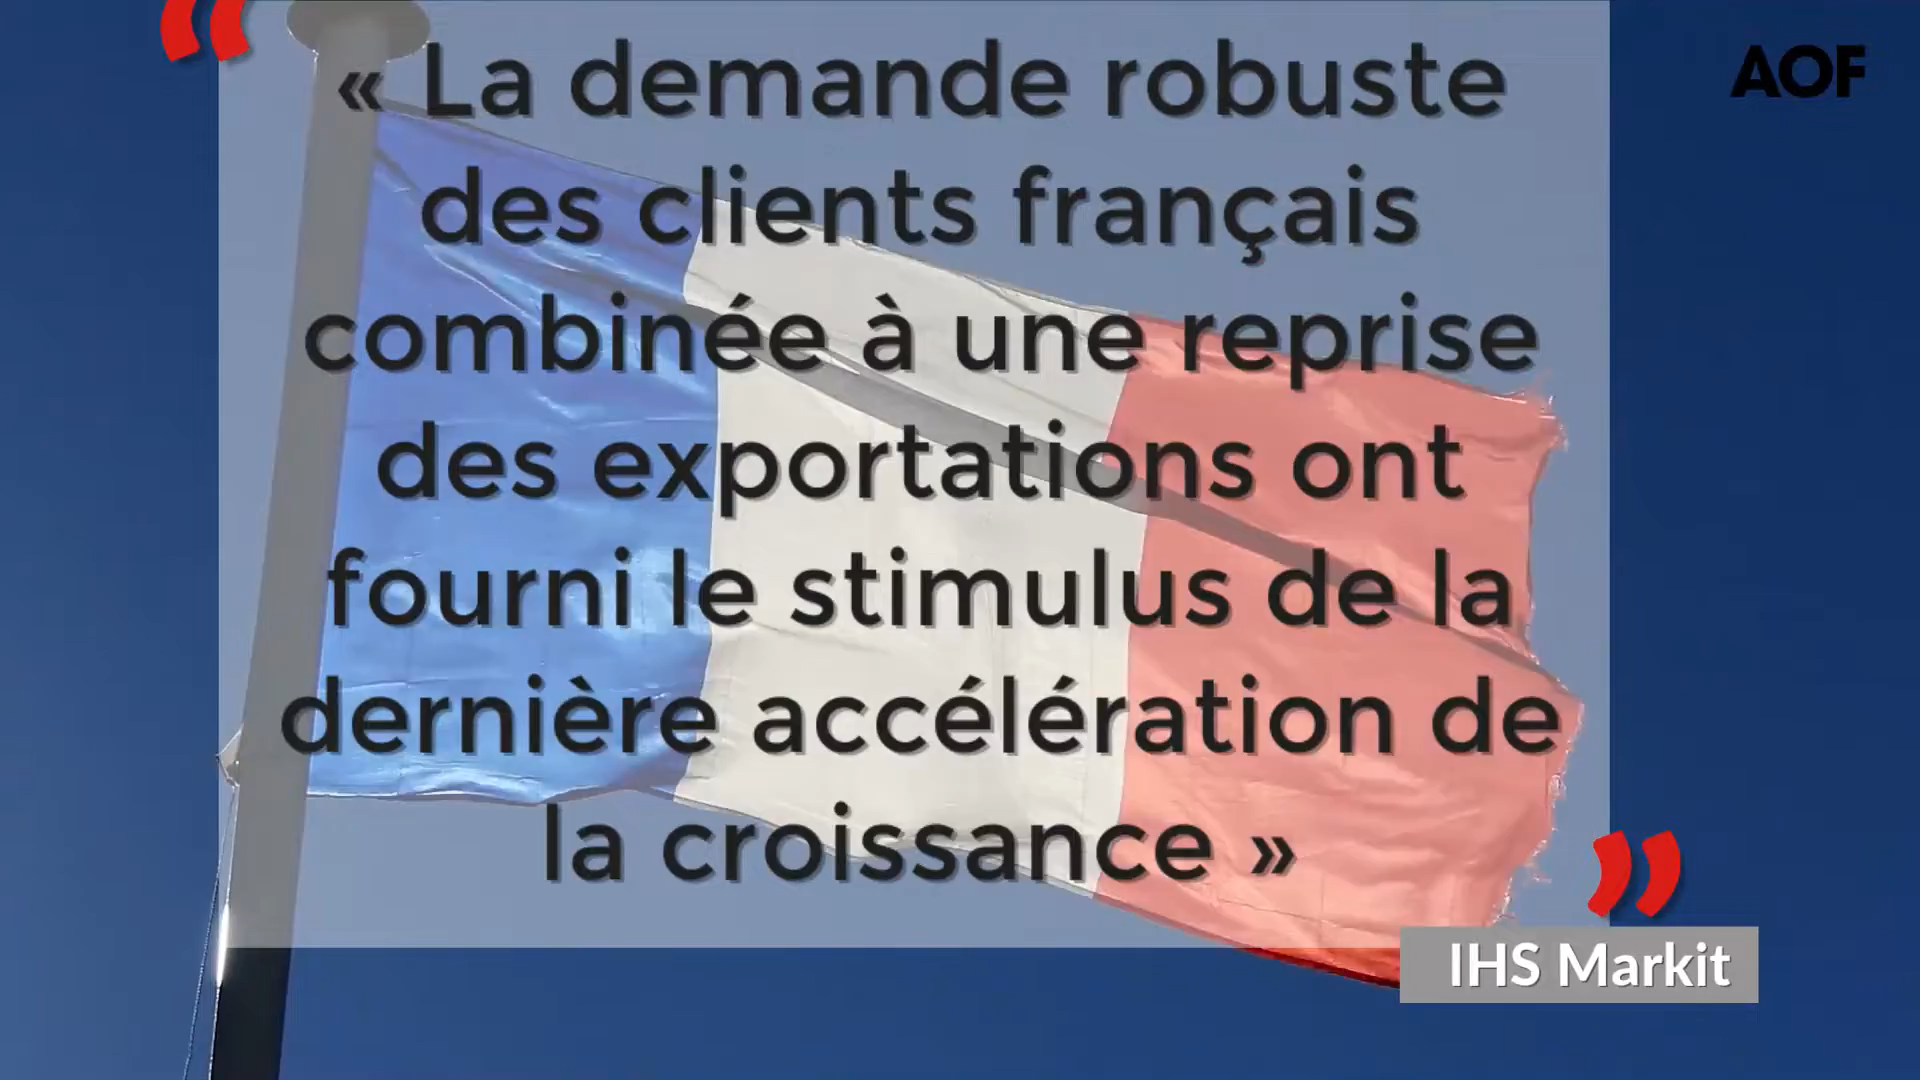 AOF
« La demande robuste
des clients français
combinée à une reprise
des exportations ont
fourni le stimulus de la
dernière accélération de
la croissance »
IHS Markit